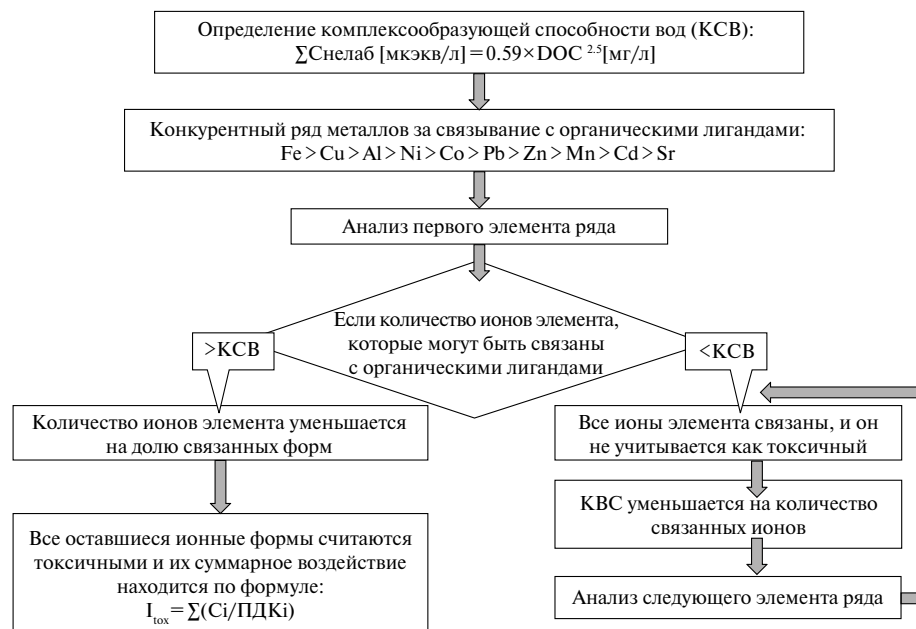 Определение комплексообразующей способности вод (КСВ):
∑Cнелаб [мкэкв/л] = 0.59 × DOC 2.5[мг/л]
Конкурентный ряд металлов за связывание с органическими лигандами:
Fe > Cu > Al > Ni > Co > Pb > Zn > Mn > Cd > Sr
Анализ первого элемента ряда
Если количество ионов элемента,
которые могут быть связаны
с органическими лигандами
>КСВ
<КСВ
Количество ионов элемента уменьшается
на долю связанных форм
Все оставшиеся ионные формы считаются
токсичными и их суммарное воздействие
находится по формуле:
I tox = ∑(Ci/ПДКi)
Все ионы элемента связаны, и он
не учитывается как токсичный
КВС уменьшается на количество
связанных ионов
Анализ следующего элемента ряда